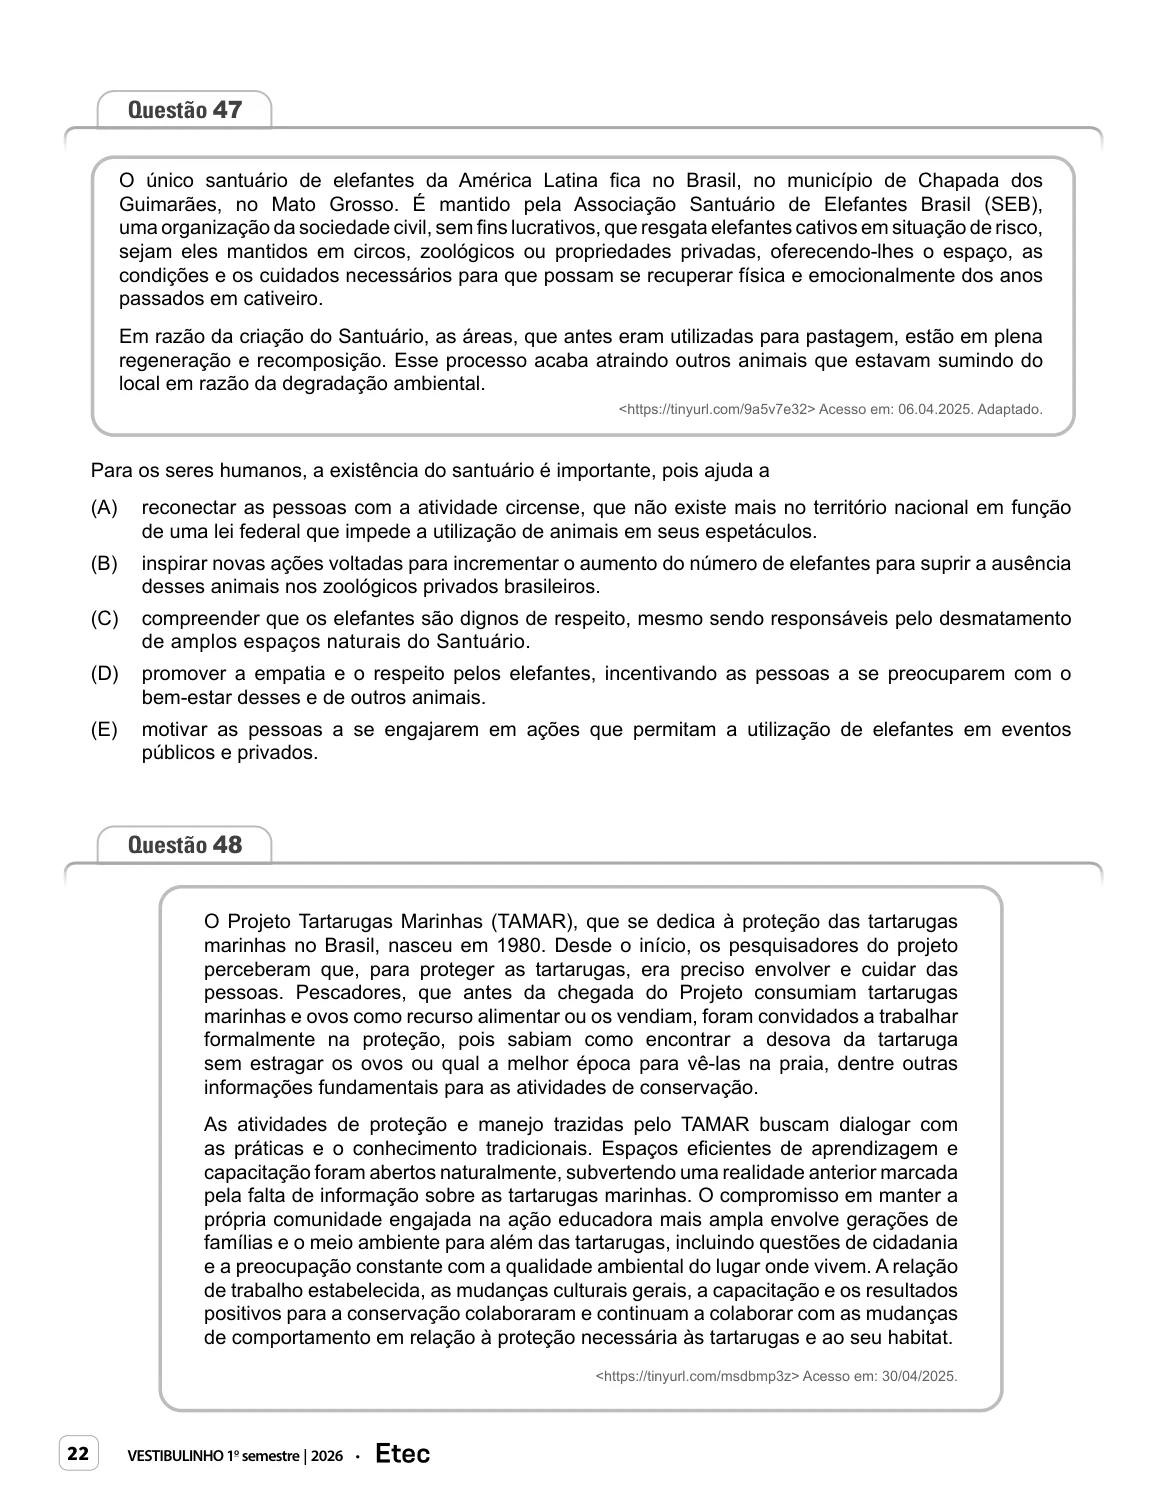 Questão 47
O único santuário de elefantes da América Latina fica no Brasil, no município de Chapada dos
Guimarães, no Mato Grosso. É mantido pela Associação Santuário de Elefantes Brasil (SEB),
uma organização da sociedade civil, sem fins lucrativos, que resgata elefantes cativos em situação de risco,
sejam eles mantidos em circos, zoológicos ou propriedades privadas, oferecendo-lhes o espaço, as
condições e os cuidados necessários para que possam se recuperar física e emocionalmente dos anos
passados em cativeiro.
Em razão da criação do Santuário, as áreas, que antes eram utilizadas para pastagem, estão em plena
regeneração e recomposição. Esse processo acaba atraindo outros animais que estavam sumindo do
local em razão da degradação ambiental.
<https://tinyurl.com/9a5v7e32> Acesso em: 06.04.2025. Adaptado.
Para os seres humanos, a existência do santuário é importante, pois ajuda a
(A) reconectar as pessoas com a atividade circense, que não existe mais no território nacional em função
de uma lei federal que impede a utilização de animais em seus espetáculos.
(B) inspirar novas ações voltadas para incrementar o aumento do número de elefantes para suprir a ausência
desses animais nos zoológicos privados brasileiros.
(C) compreender que os elefantes são dignos de respeito, mesmo sendo responsáveis pelo desmatamento
de amplos espaços naturais do Santuário.
(D) promover a empatia e o respeito pelos elefantes, incentivando as pessoas a se preocuparem com o
bem-estar desses e de outros animais.
(E) motivar as pessoas a se engajarem em ações que permitam a utilização de elefantes em eventos
públicos e privados.
Questão 48
O Projeto Tartarugas Marinhas (TAMAR), que se dedica à proteção das tartarugas
marinhas no Brasil, nasceu em 1980. Desde o início, os pesquisadores do projeto
perceberam que, para proteger as tartarugas, era preciso envolver e cuidar das
pessoas. Pescadores, que antes da chegada do Projeto consumiam tartarugas
marinhas e ovos como recurso alimentar ou os vendiam, foram convidados a trabalhar
formalmente na proteção, pois sabiam como encontrar a desova da tartaruga
sem estragar os ovos ou qual a melhor época para vê-las na praia, dentre outras
informações fundamentais para as atividades de conservação.
As atividades de proteção e manejo trazidas pelo TAMAR buscam dialogar com
as práticas e o conhecimento tradicionais. Espaços eficientes de aprendizagem e
capacitação foram abertos naturalmente, subvertendo uma realidade anterior marcada
pela falta de informação sobre as tartarugas marinhas. O compromisso em manter a
própria comunidade engajada na ação educadora mais ampla envolve gerações de
famílias e o meio ambiente para além das tartarugas, incluindo questões de cidadania
e a preocupação constante com a qualidade ambiental do lugar onde vivem. A relação
de trabalho estabelecida, as mudanças culturais gerais, a capacitação e os resultados
positivos para a conservação colaboraram e continuam a colaborar com as mudanças
de comportamento em relação à proteção necessária às tartarugas e ao seu habitat.
<https://tinyurl.com/msdbmp3z> Acesso em: 30/04/2025.
22 VESTIBULINHO 1º semestre | 2026 • Etec